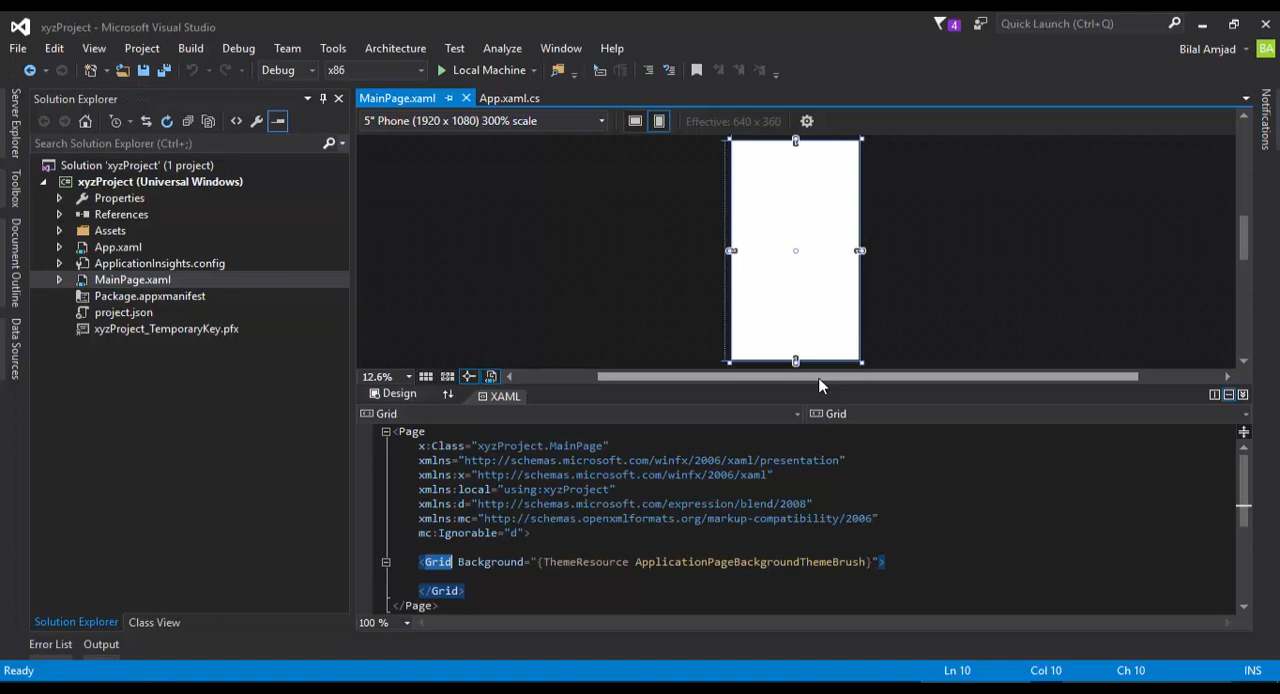 xyzProject - Microsoft Visual Studio
4
Quick Launch (Ctrl+Q)
File Edit View Project Build Debug Team Tools Architecture Test Analyze Window Help
Bilal Amjad BA
Debug x86 Local Machine
Server Explorer
Toolbox
Document Outline
Data Sources
Solution Explorer
Search Solution Explorer (Ctrl+;)
Solution 'xyzProject' (1 project)
xyzProject (Universal Windows)
Properties
References
Assets
App.xaml
ApplicationInsights.config
MainPage.xaml
Package.appxmanifest
project.json
xyzProject_TemporaryKey.pfx
Solution Explorer Class View
Error List Output
MainPage.xaml App.xaml.cs
5" Phone (1920 x 1080) 300% scale
Effective: 640 x 360
12.6%
Design XAML
Grid Grid
<Page
x:Class="xyzProject.MainPage"
xmlns="http://schemas.microsoft.com/winfx/2006/xaml/presentation"
xmlns:x="http://schemas.microsoft.com/winfx/2006/xaml"
xmlns:local="using:xyzProject"
xmlns:d="http://schemas.microsoft.com/expression/blend/2008"
xmlns:mc="http://schemas.openxmlformats.org/markup-compatibility/2006"
mc:Ignorable="d">
<Grid Background="{ThemeResource ApplicationPageBackgroundThemeBrush}">
</Grid>
</Page>
100 %
Notifications
Ready Ln 10 Col 10 Ch 10 INS